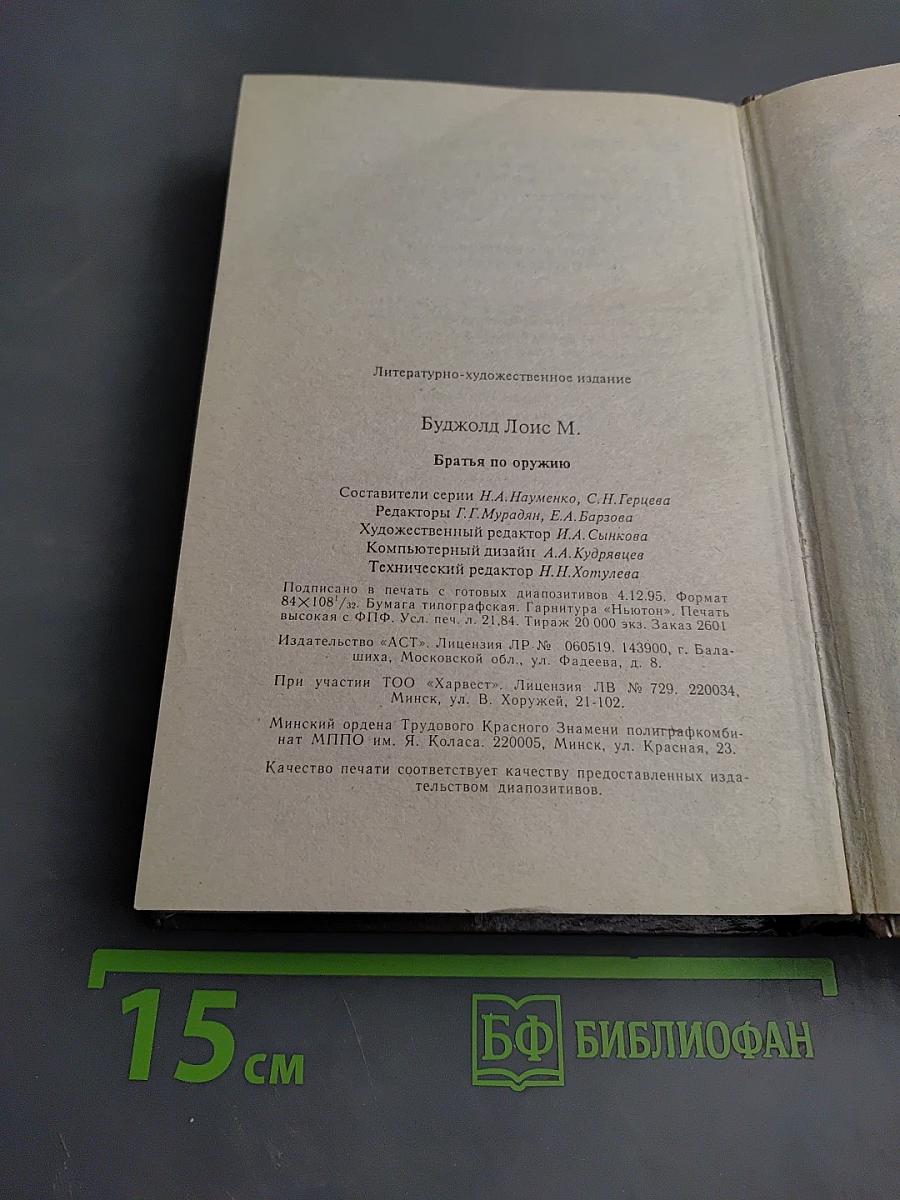 Литературно-художественное издание
Буджолд Лоис М.
Братья по оружию
Составители серии Н.А.Науменко, С.Н.Герцева
Редакторы Г.Г.Мурадян, Е.А.Барзова
Художественный редактор И.А.Сынкова
Компьютерный дизайн А.А.Кудрявцев
Технический редактор Н.Н.Хотулева
Подписано в печать с готовых диапозитивов 4.12.95. Формат
84×108¹/₃₂. Бумага типографская. Гарнитура «Ньютон». Печать
высокая с ФПФ. Усл. печ. л. 21,84. Тираж 20 000 экз. Заказ 2601
Издательство «АСТ». Лицензия ЛР № 060519. 143900, г. Бала-
шиха, Московской обл., ул. Фадеева, д. 8.
При участии ТОО «Харвест». Лицензия ЛВ № 729. 220034,
Минск, ул. В. Хоружей, 21-102.
Минский ордена Трудового Красного Знамени полиграфкомби-
нат МППО им. Я. Коласа. 220005, Минск, ул. Красная, 23.
Качество печати соответствует качеству предоставленных изда-
тельством диапозитивов.
15 см
БФ БИБЛИОФАН